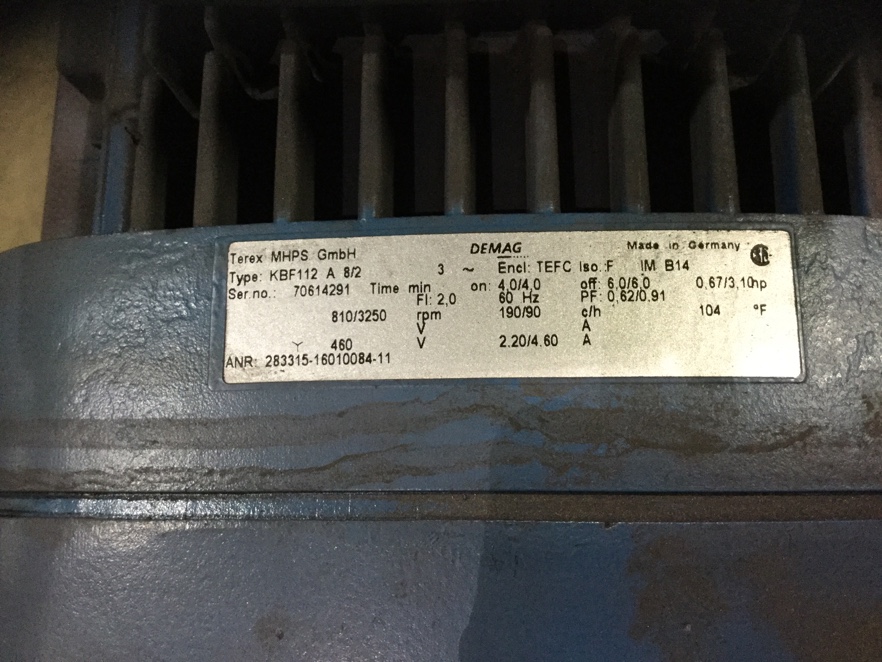 Terex MHPS GmbH DEMAG Made in Germany
Type: KBF112 A 8/2 3 ~ Encl: TEFC Iso.:F IM B14
Ser no.: 70614291 Time min on: 4,0/4,0 off: 6,0/6,0 0,67/3,10hp
FI: 2,0 60 Hz PF: 0,62/0.91
810/3250 rpm 190/90 c/h 104 °F
V A
Y 460 V 2.20/4.60 A
ANR: 283315-16010084-11